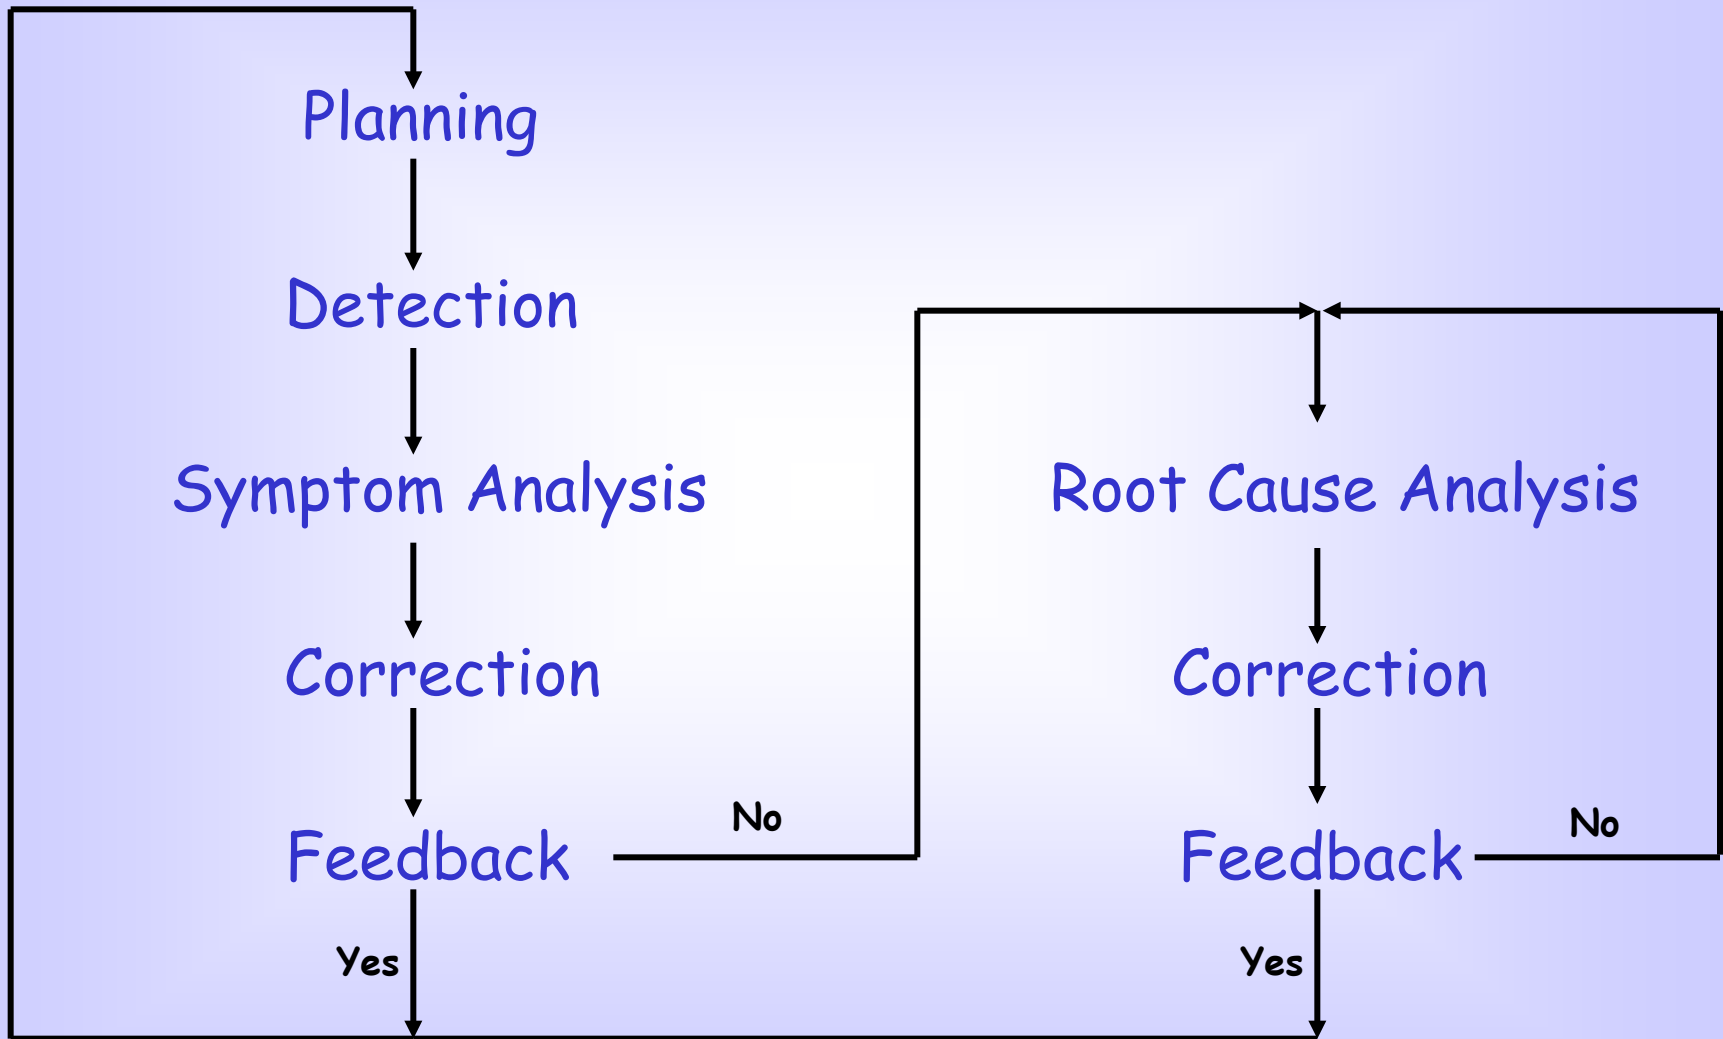 Planning
Detection
Symptom Analysis
Correction
Feedback
No
Yes
Root Cause Analysis
Correction
Feedback
No
Yes